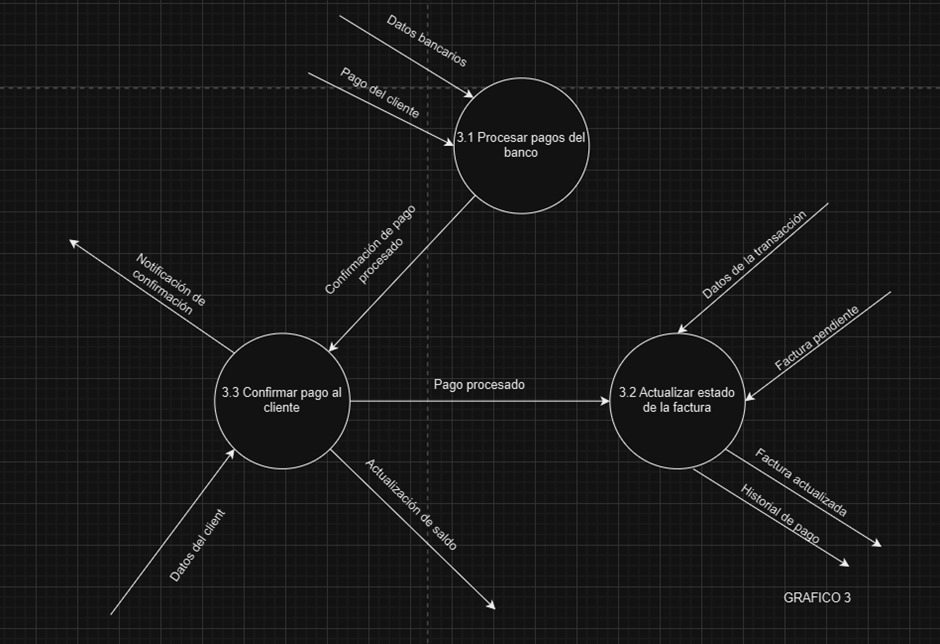 Datos bancarios
Pago del cliente
3.1 Procesar pagos del
banco
Confirmación de pago
procesado
Datos de la transacción
Notificación de
confirmación
Factura pendiente
3.3 Confirmar pago al
cliente
Pago procesado
3.2 Actualizar estado
de la factura
Actualización de saldo
Factura actualizada
Historial de pago
Datos del client
GRAFICO 3